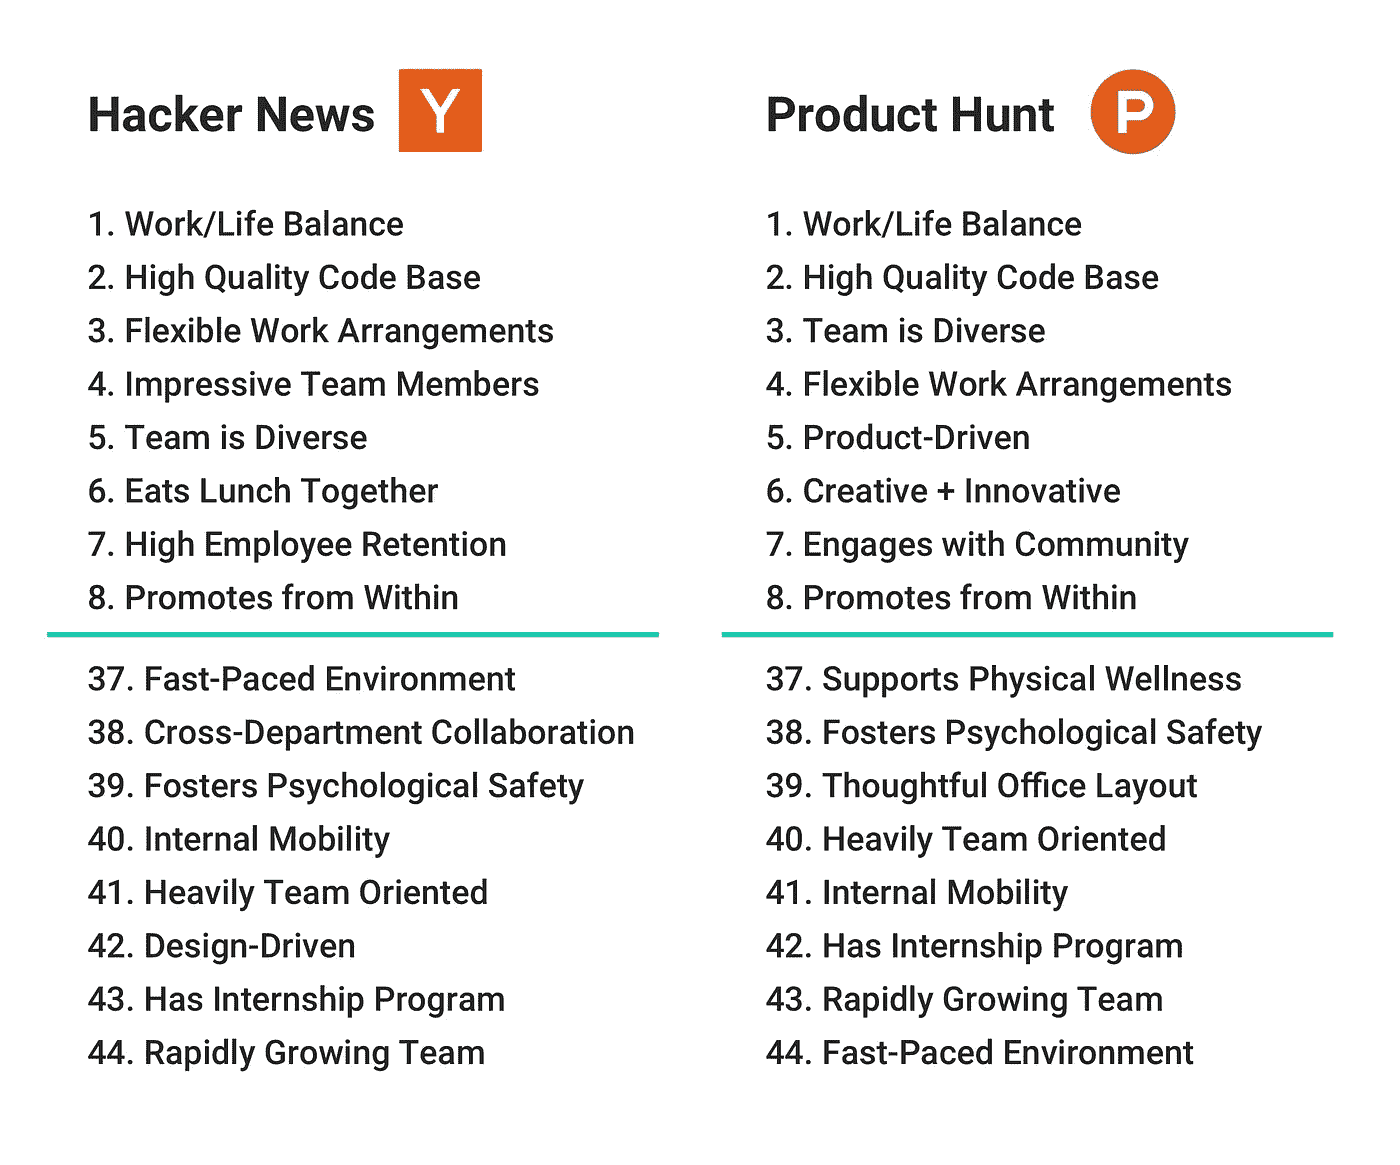 Hacker News Y
1. Work/Life Balance
2. High Quality Code Base
3. Flexible Work Arrangements
4. Impressive Team Members
5. Team is Diverse
6. Eats Lunch Together
7. High Employee Retention
8. Promotes from Within
37. Fast-Paced Environment
38. Cross-Department Collaboration
39. Fosters Psychological Safety
40. Internal Mobility
41. Heavily Team Oriented
42. Design-Driven
43. Has Internship Program
44. Rapidly Growing Team
Product Hunt P
1. Work/Life Balance
2. High Quality Code Base
3. Team is Diverse
4. Flexible Work Arrangements
5. Product-Driven
6. Creative + Innovative
7. Engages with Community
8. Promotes from Within
37. Supports Physical Wellness
38. Fosters Psychological Safety
39. Thoughtful Office Layout
40. Heavily Team Oriented
41. Internal Mobility
42. Has Internship Program
43. Rapidly Growing Team
44. Fast-Paced Environment